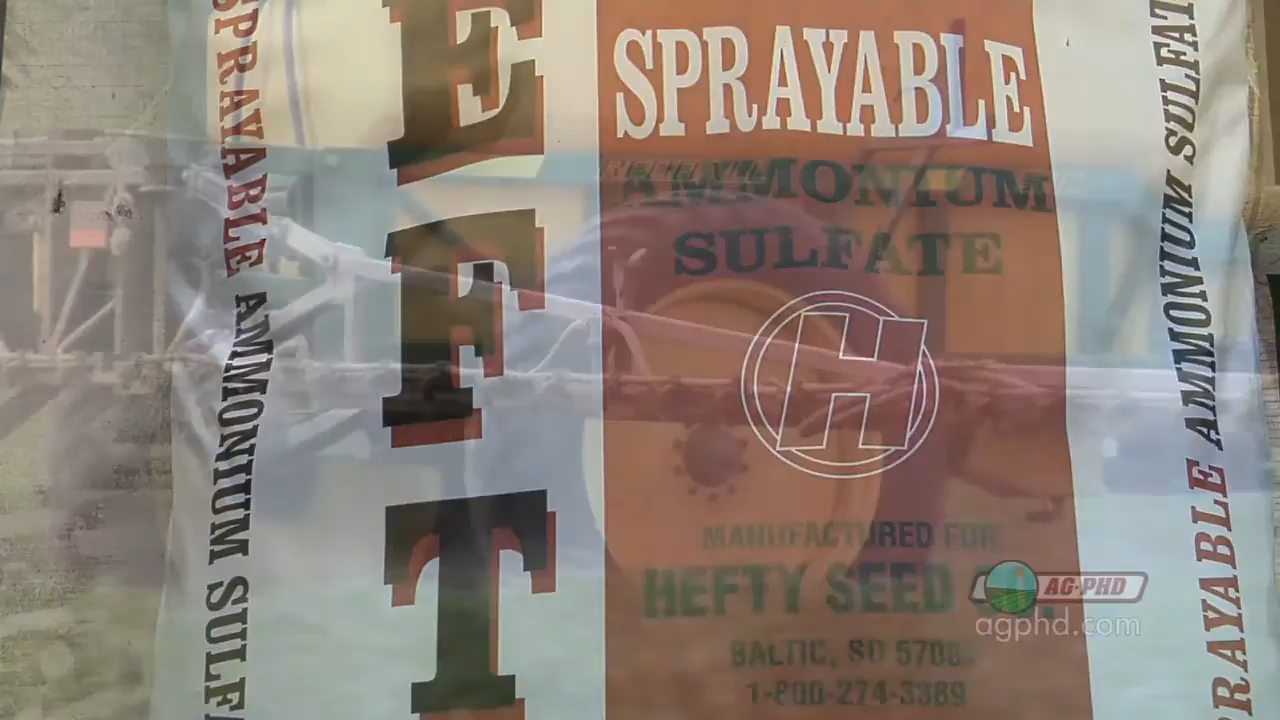 SPRAYABLE AMMONIUM SULFA
E
F
T
SPRAYABLE
AMMONIUM
SULFATE
H
MANUFACTURED FOR
HEFTY SEED
BALTIC, SD
1-800-274-3389
SPRAYABLE AMMONIUM SULFAT
AG·PHD
agphd.com